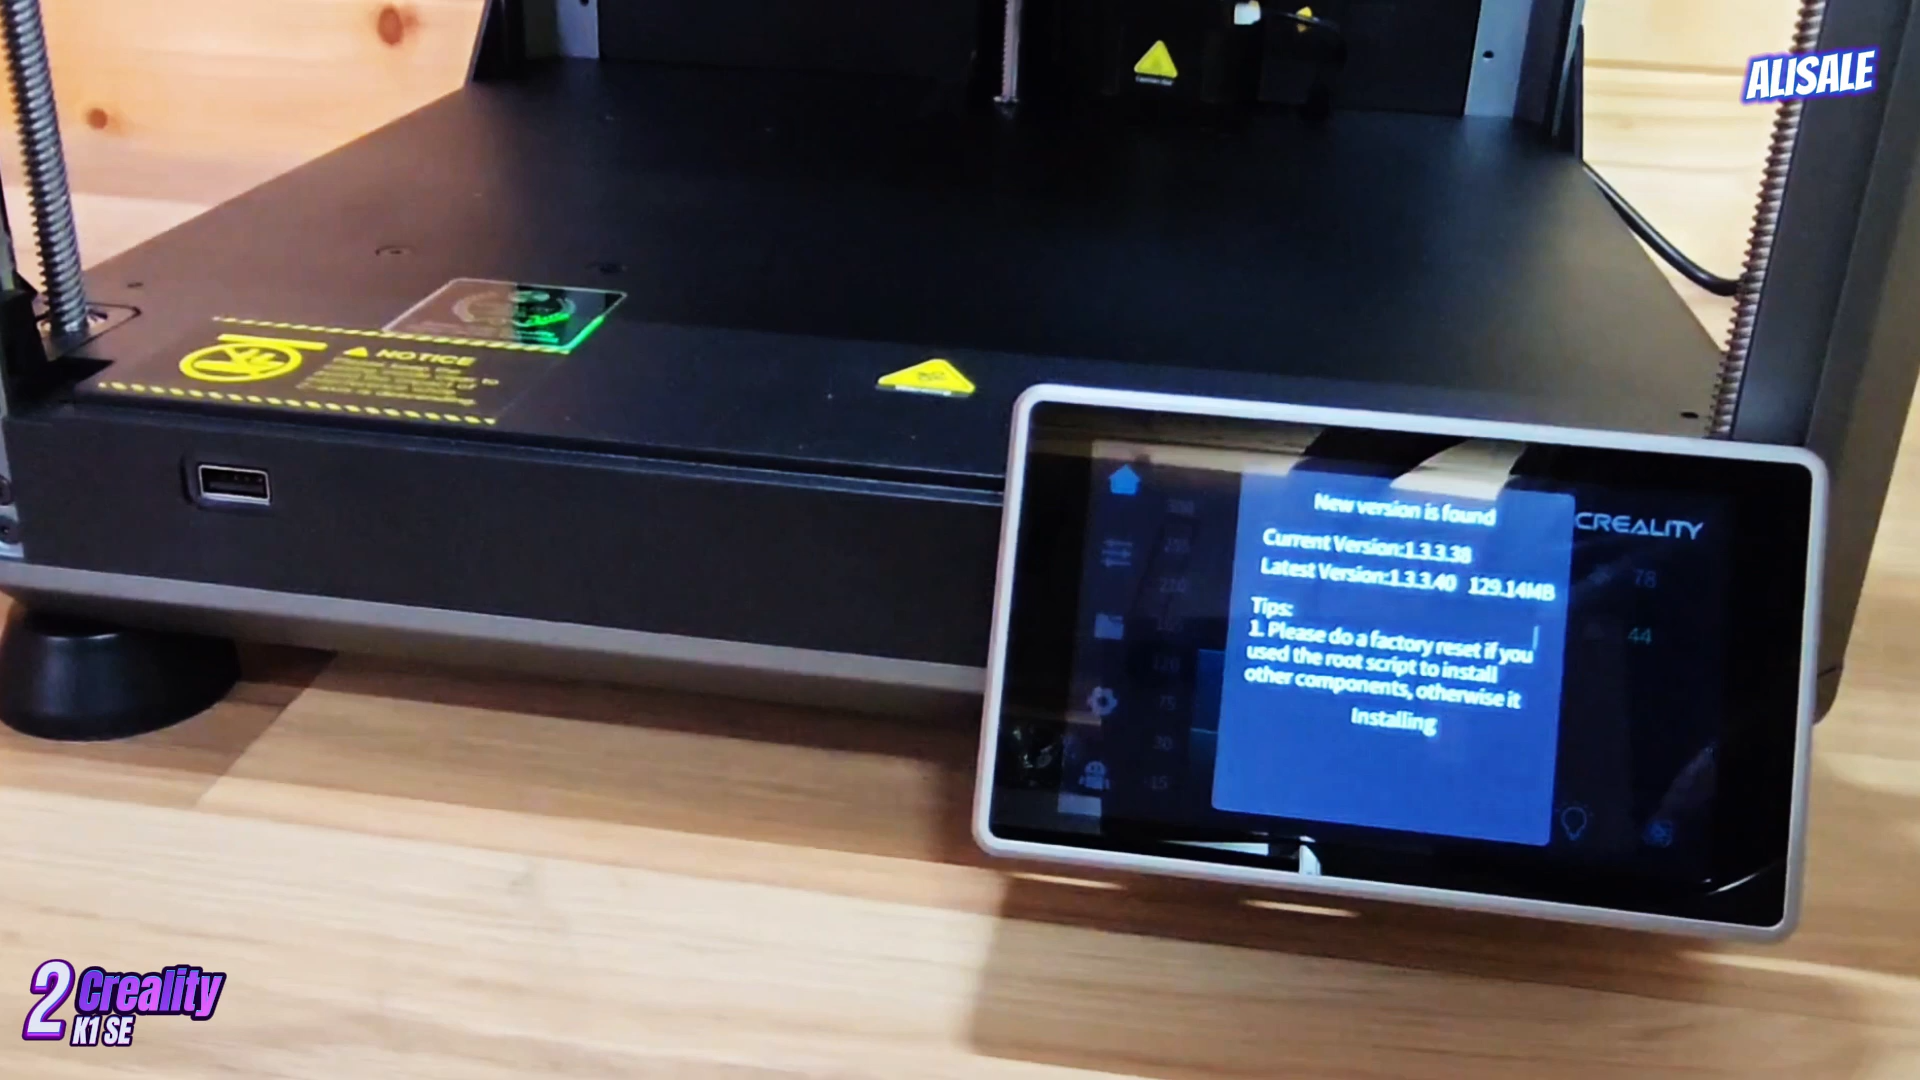 ALISALE
NOTICE
New version is found
CREALITY
Current Version:1.3.3.38
Latest Version:1.3.3.40 129.14MB
78
Tips:
44
1. Please do a factory reset if you
used the root script to install
other components, otherwise it
Installing
2 Creality
K1 SE